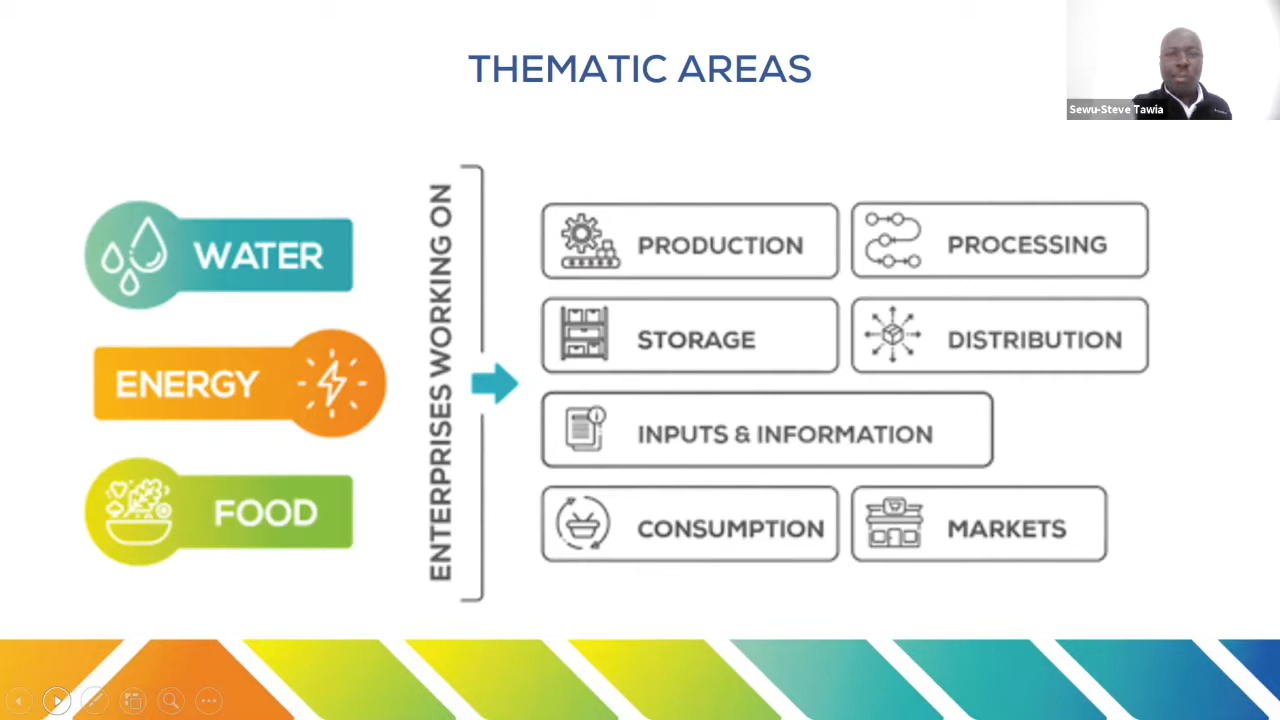 THEMATIC AREAS
Sewu-Steve Tawia
WATER
ENERGY
FOOD
ENTERPRISES WORKING ON
PRODUCTION
PROCESSING
STORAGE
DISTRIBUTION
INPUTS & INFORMATION
CONSUMPTION
MARKETS